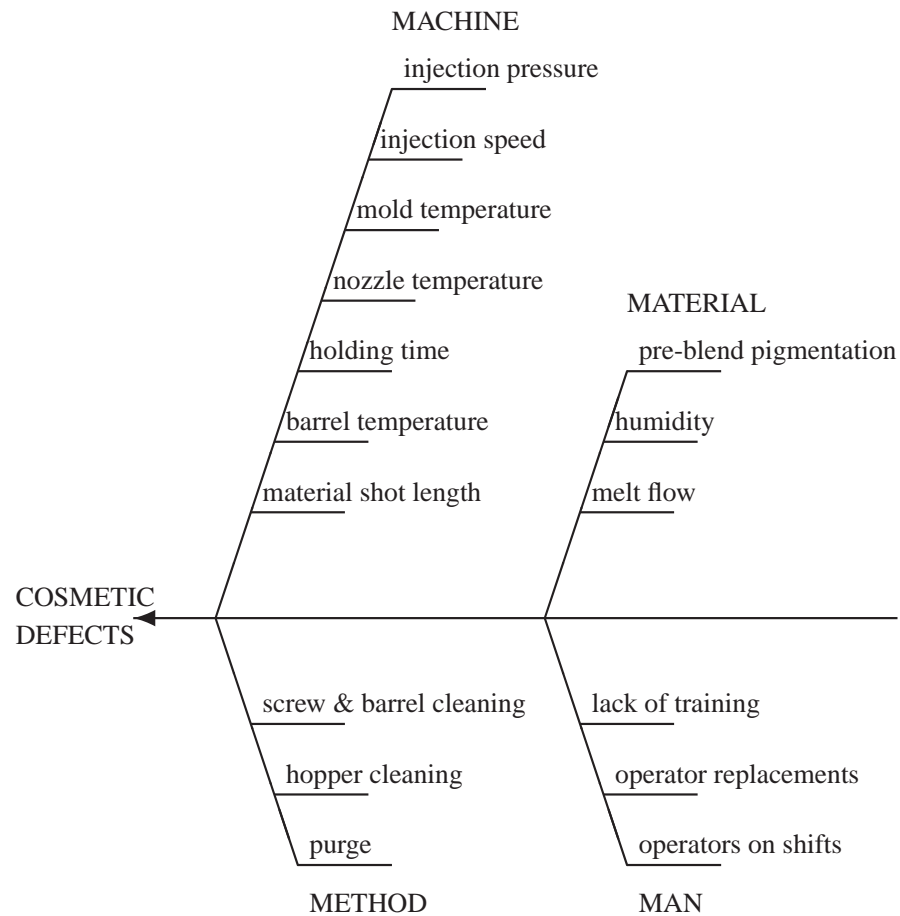 MACHINE
injection pressure
injection speed
mold temperature
nozzle temperature
holding time
barrel temperature
material shot length
MATERIAL
pre-blend pigmentation
humidity
melt flow
COSMETIC
DEFECTS
screw & barrel cleaning
hopper cleaning
purge
METHOD
lack of training
operator replacements
operators on shifts
MAN